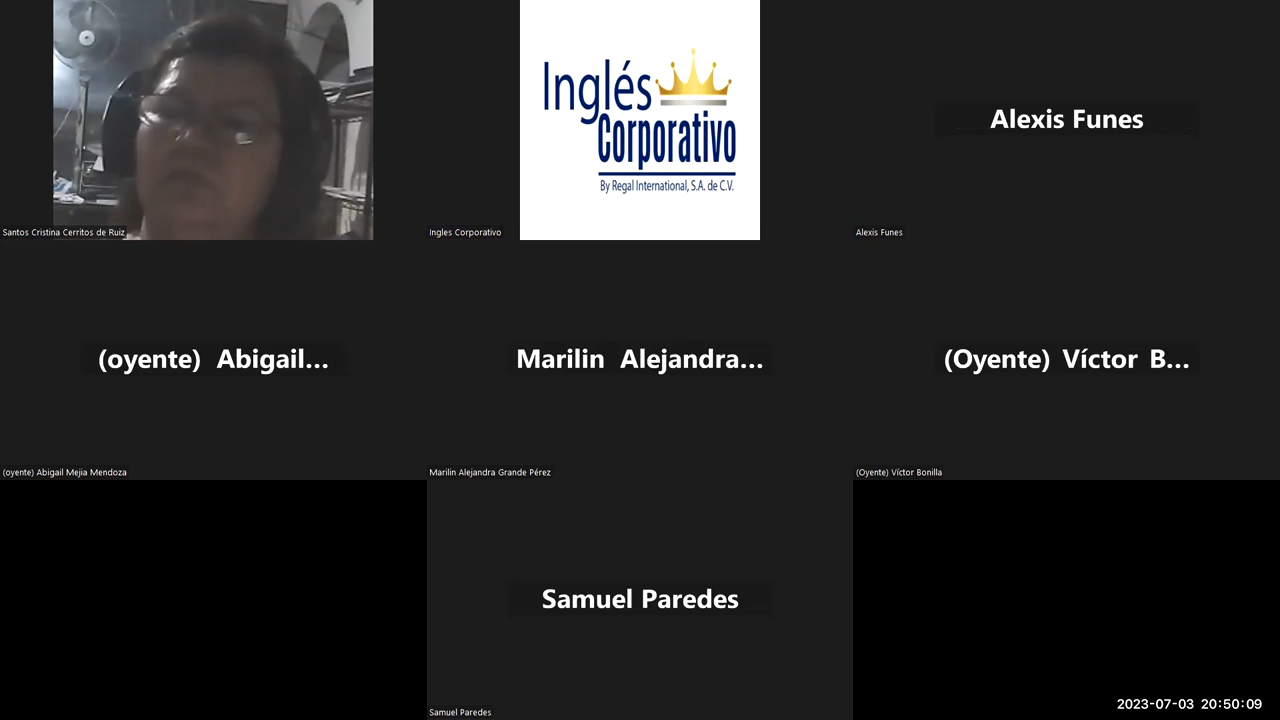 Inglés
Corporativo
By Regal International, S.A. de C.V.
Alexis Funes
Santos Cristina Cerritos de Ruiz
Ingles Corporativo
Alexis Funes
(oyente) Abigail...
Marilin Alejandra...
(Oyente) Víctor B...
(oyente) Abigail Mejia Mendoza
Marilin Alejandra Grande Pérez
(Oyente) Víctor Bonilla
Samuel Paredes
Samuel Paredes
2023-07-03 20:50:09